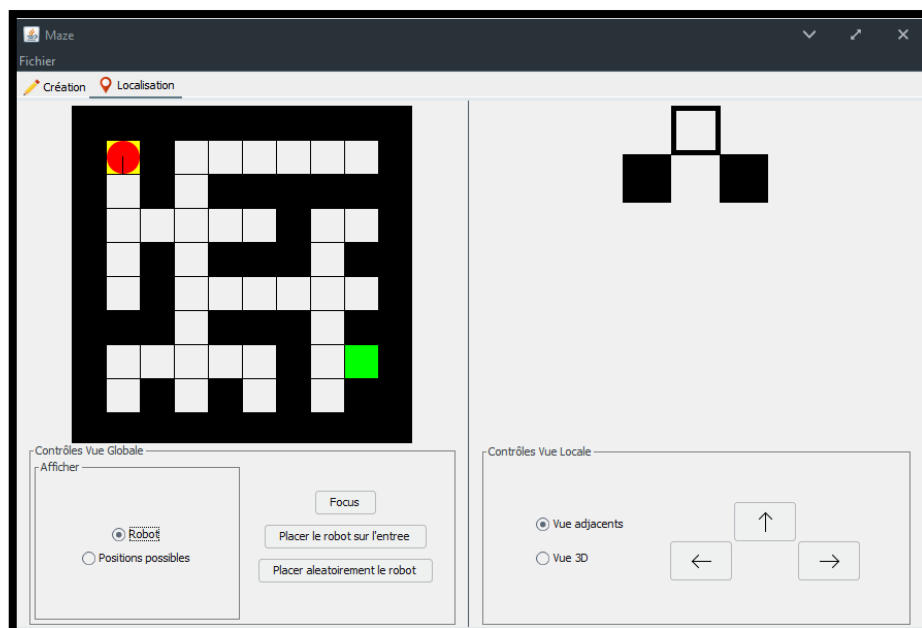 Maze
Fichier
Création Localisation
Contrôles Vue Globale
Afficher
Robot
Positions possibles
Focus
Placer le robot sur l'entree
Placer aleatoirement le robot
Contrôles Vue Locale
Vue adjacents
Vue 3D